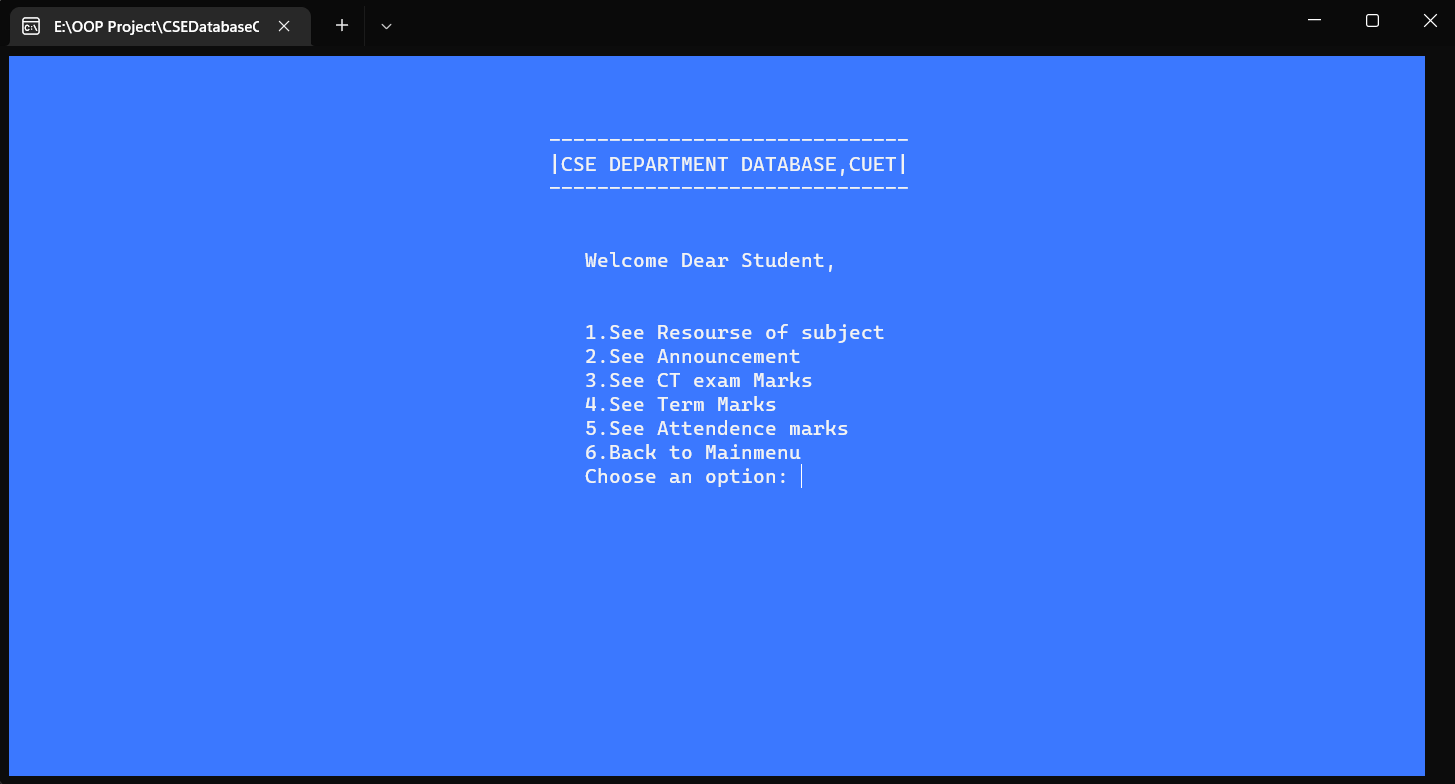 E:\OOP Project\CSEDatabaseC
------------------------------
|CSE DEPARTMENT DATABASE,CUET|
------------------------------
Welcome Dear Student,
1.See Resourse of subject
2.See Announcement
3.See CT exam Marks
4.See Term Marks
5.See Attendence marks
6.Back to Mainmenu
Choose an option: